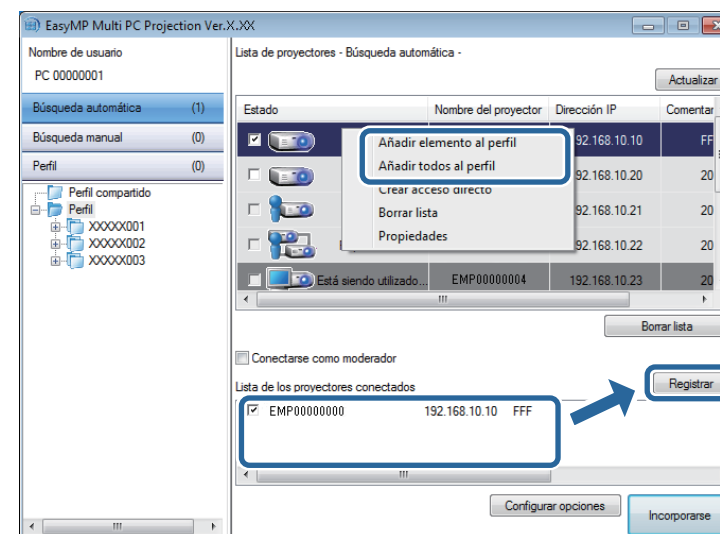 EasyMP Multi PC Projection Ver.X.XX
Nombre de usuario
PC 00000001
Búsqueda automática (1)
Búsqueda manual (0)
Perfil (0)
Perfil compartido
Perfil
XXXXX001
XXXXX002
XXXXX003
Lista de proyectores - Búsqueda automática -
Actualizar
Estado Nombre del proyector Dirección IP Comentar
92.168.10.10 FF
92.168.10.20 20
92.168.10.21 20
92.168.10.22 20
Está siendo utilizado... EMP00000004 192.168.10.23 20
Añadir elemento al perfil
Añadir todos al perfil
Crear acceso directo
Borrar lista
Propiedades
Borrar lista
Conectarse como moderador
Lista de los proyectores conectados
Registrar
EMP00000000 192.168.10.10 FFF
Configurar opciones
Incorporarse